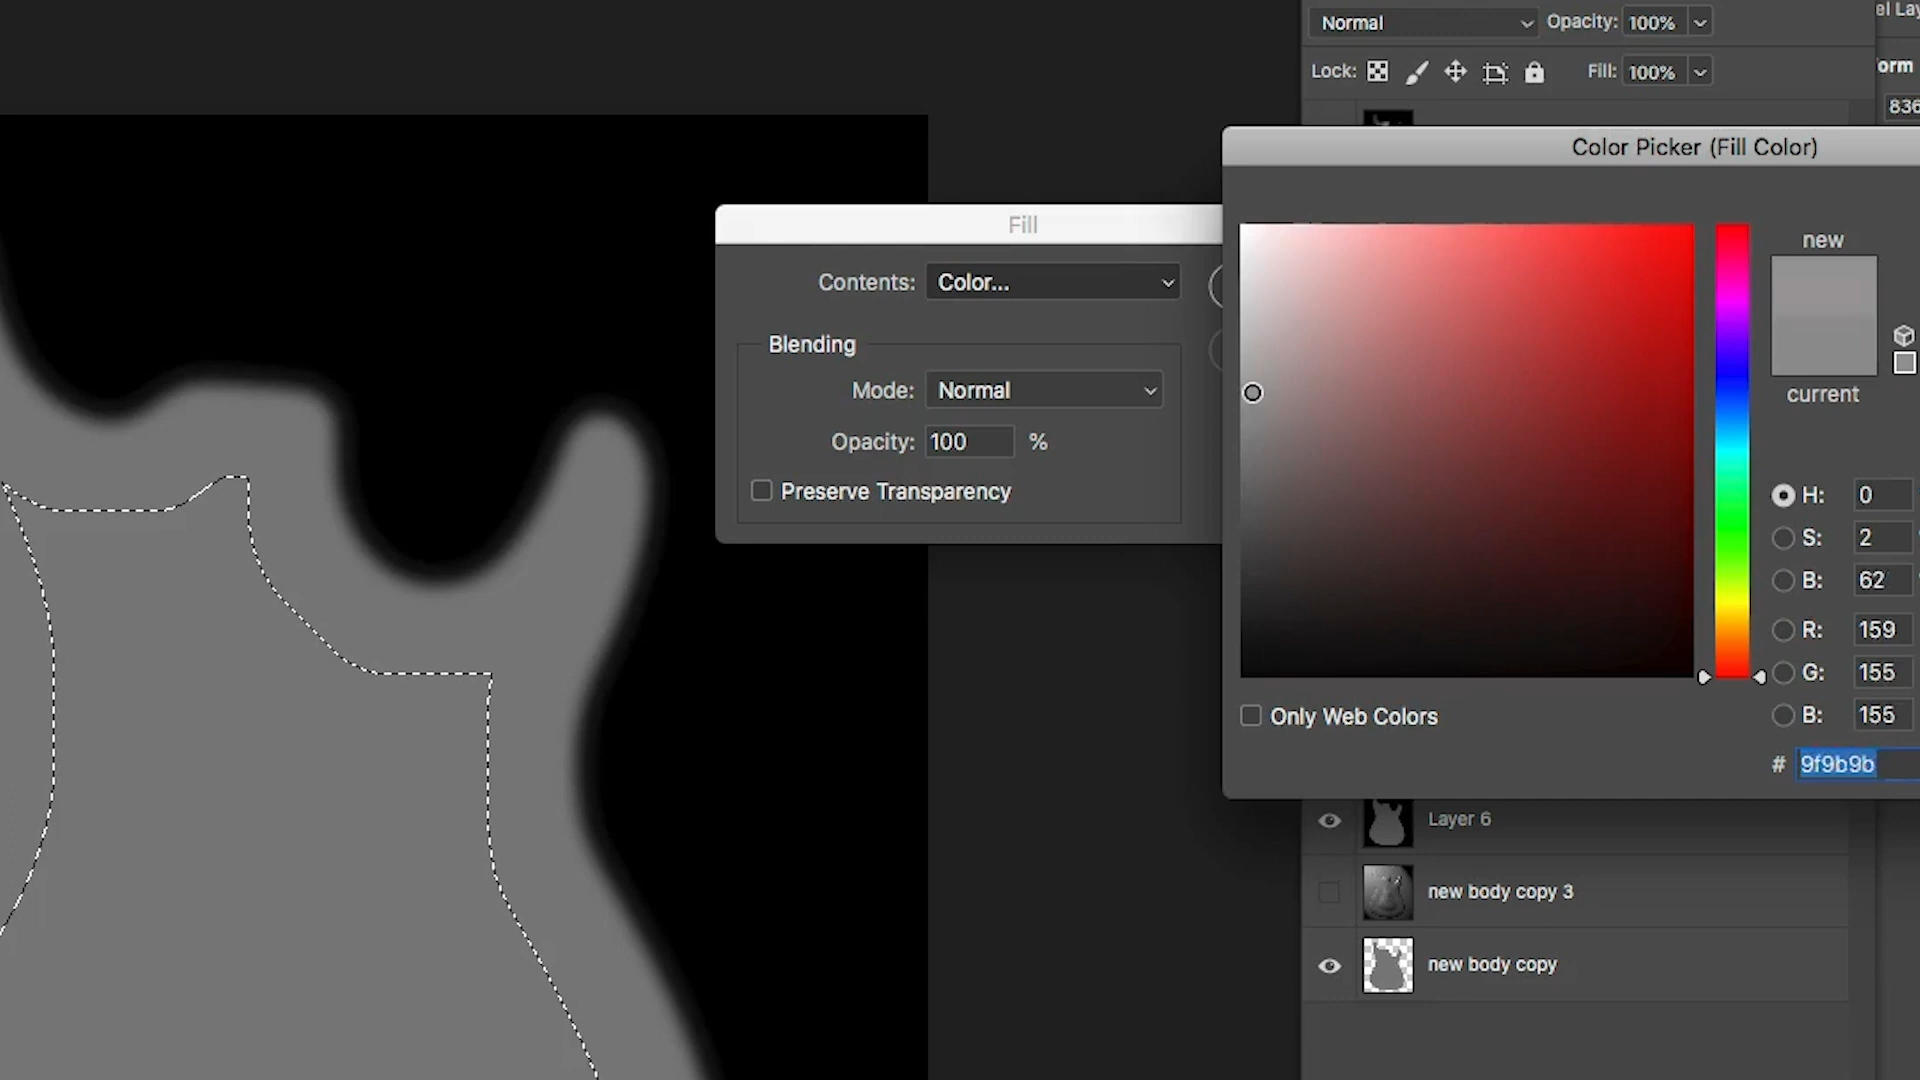 Normal
Opacity: 100%
el Lay
Lock:
Fill: 100%
orm
836
Color Picker (Fill Color)
Fill
Contents: Color...
Blending
Mode: Normal
Opacity: 100 %
Preserve Transparency
new
current
H: 0
S: 2
B: 62
R: 159
G: 155
B: 155
Only Web Colors
# 9f9b9b
Layer 6
new body copy 3
new body copy